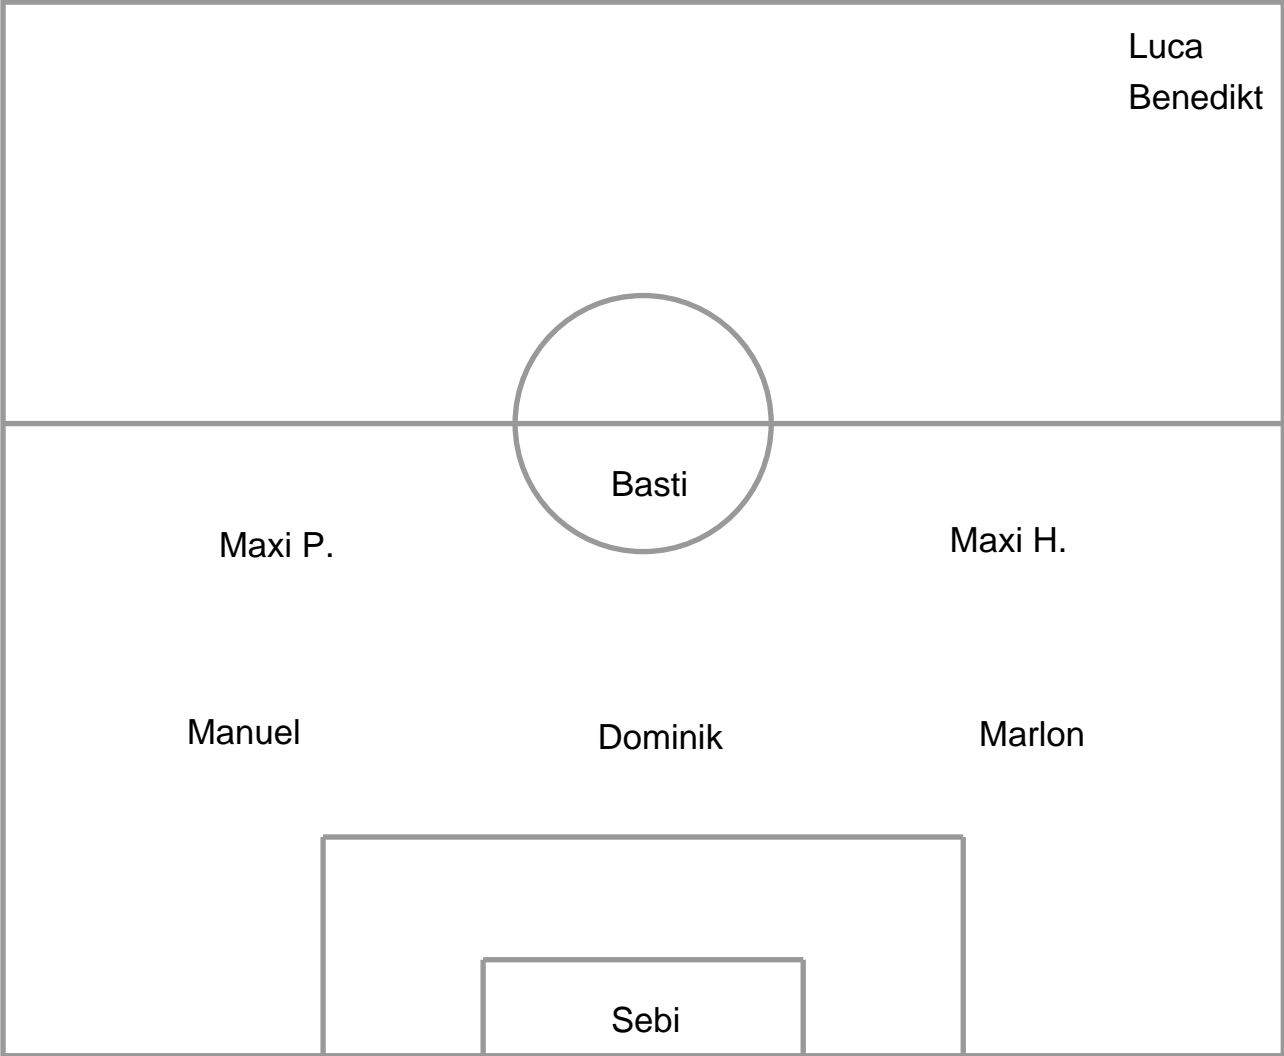 Luca
Benedikt
Basti
Maxi P.
Maxi H.
Manuel
Dominik
Marlon
Sebi